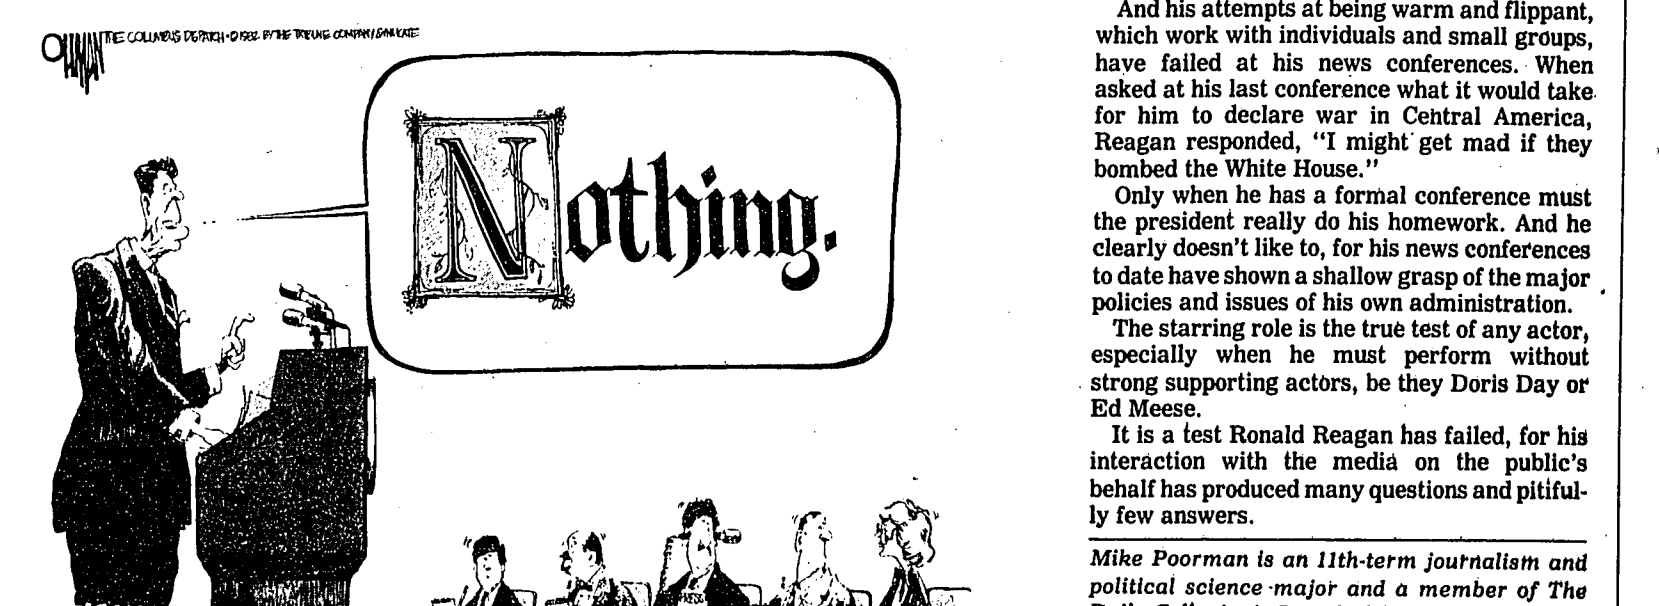 OHMAN THE COLUMBUS DISPATCH © 1982 BY THE TRIBUNE COMPANY SYNDICATE
Nothing.
PRESS
And his attempts at being warm and flippant,
which work with individuals and small groups,
have failed at his news conferences. When
asked at his last conference what it would take
for him to declare war in Central America,
Reagan responded, “I might get mad if they
bombed the White House.”
Only when he has a formal conference must
the president really do his homework. And he
clearly doesn't like to, for his news conferences
to date have shown a shallow grasp of the major
policies and issues of his own administration.
The starring role is the true test of any actor,
especially when he must perform without
strong supporting actors, be they Doris Day or
Ed Meese.
It is a test Ronald Reagan has failed, for his
interaction with the media on the public's
behalf has produced many questions and pitiful-
ly few answers.
Mike Poorman is an 11th-term journalism and
political science major and a member of The